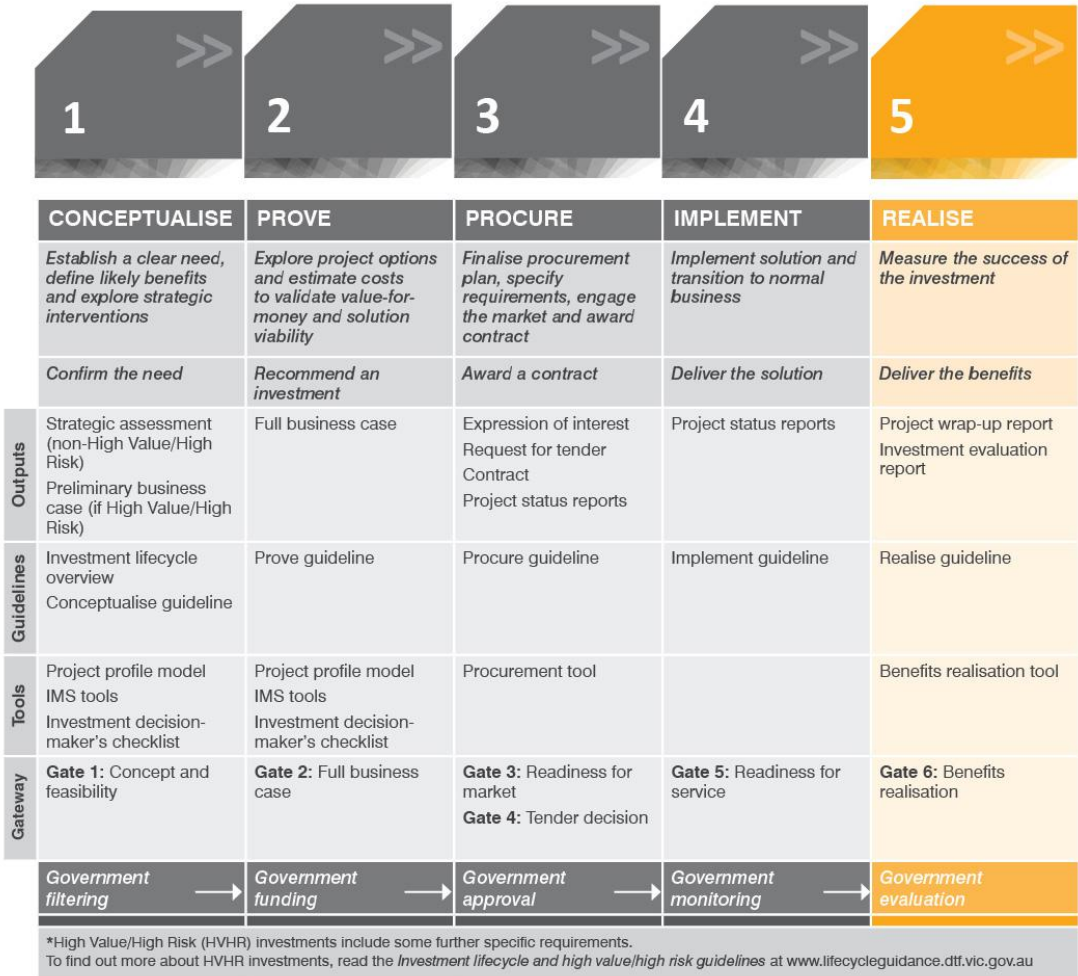 1
2
3
4
5
CONCEPTUALISE
PROVE
PROCURE
IMPLEMENT
REALISE
Establish a clear need,
define likely benefits
and explore strategic
interventions
Explore project options
and estimate costs
to validate value-for-
money and solution
viability
Finalise procurement
plan, specify
requirements, engage
the market and award
contract
Implement solution and
transition to normal
business
Measure the success of
the investment
Confirm the need
Recommend an
investment
Award a contract
Deliver the solution
Deliver the benefits
Outputs
Strategic assessment
(non-High Value/High
Risk)
Preliminary business
case (if High Value/High
Risk)
Full business case
Expression of interest
Request for tender
Contract
Project status reports
Project status reports
Project wrap-up report
Investment evaluation
report
Guidelines
Investment lifecycle
overview
Conceptualise guideline
Prove guideline
Procure guideline
Implement guideline
Realise guideline
Tools
Project profile model
IMS tools
Investment decision-
maker's checklist
Project profile model
IMS tools
Investment decision-
maker's checklist
Procurement tool
Benefits realisation tool
Gateway
Gate 1: Concept and
feasibility
Gate 2: Full business
case
Gate 3: Readiness for
market
Gate 4: Tender decision
Gate 5: Readiness for
service
Gate 6: Benefits
realisation
Government
filtering
Government
funding
Government
approval
Government
monitoring
Government
evaluation
*High Value/High Risk (HVHR) investments include some further specific requirements.
To find out more about HVHR investments, read the Investment lifecycle and high value/high risk guidelines at www.lifecycleguidance.dtf.vic.gov.au